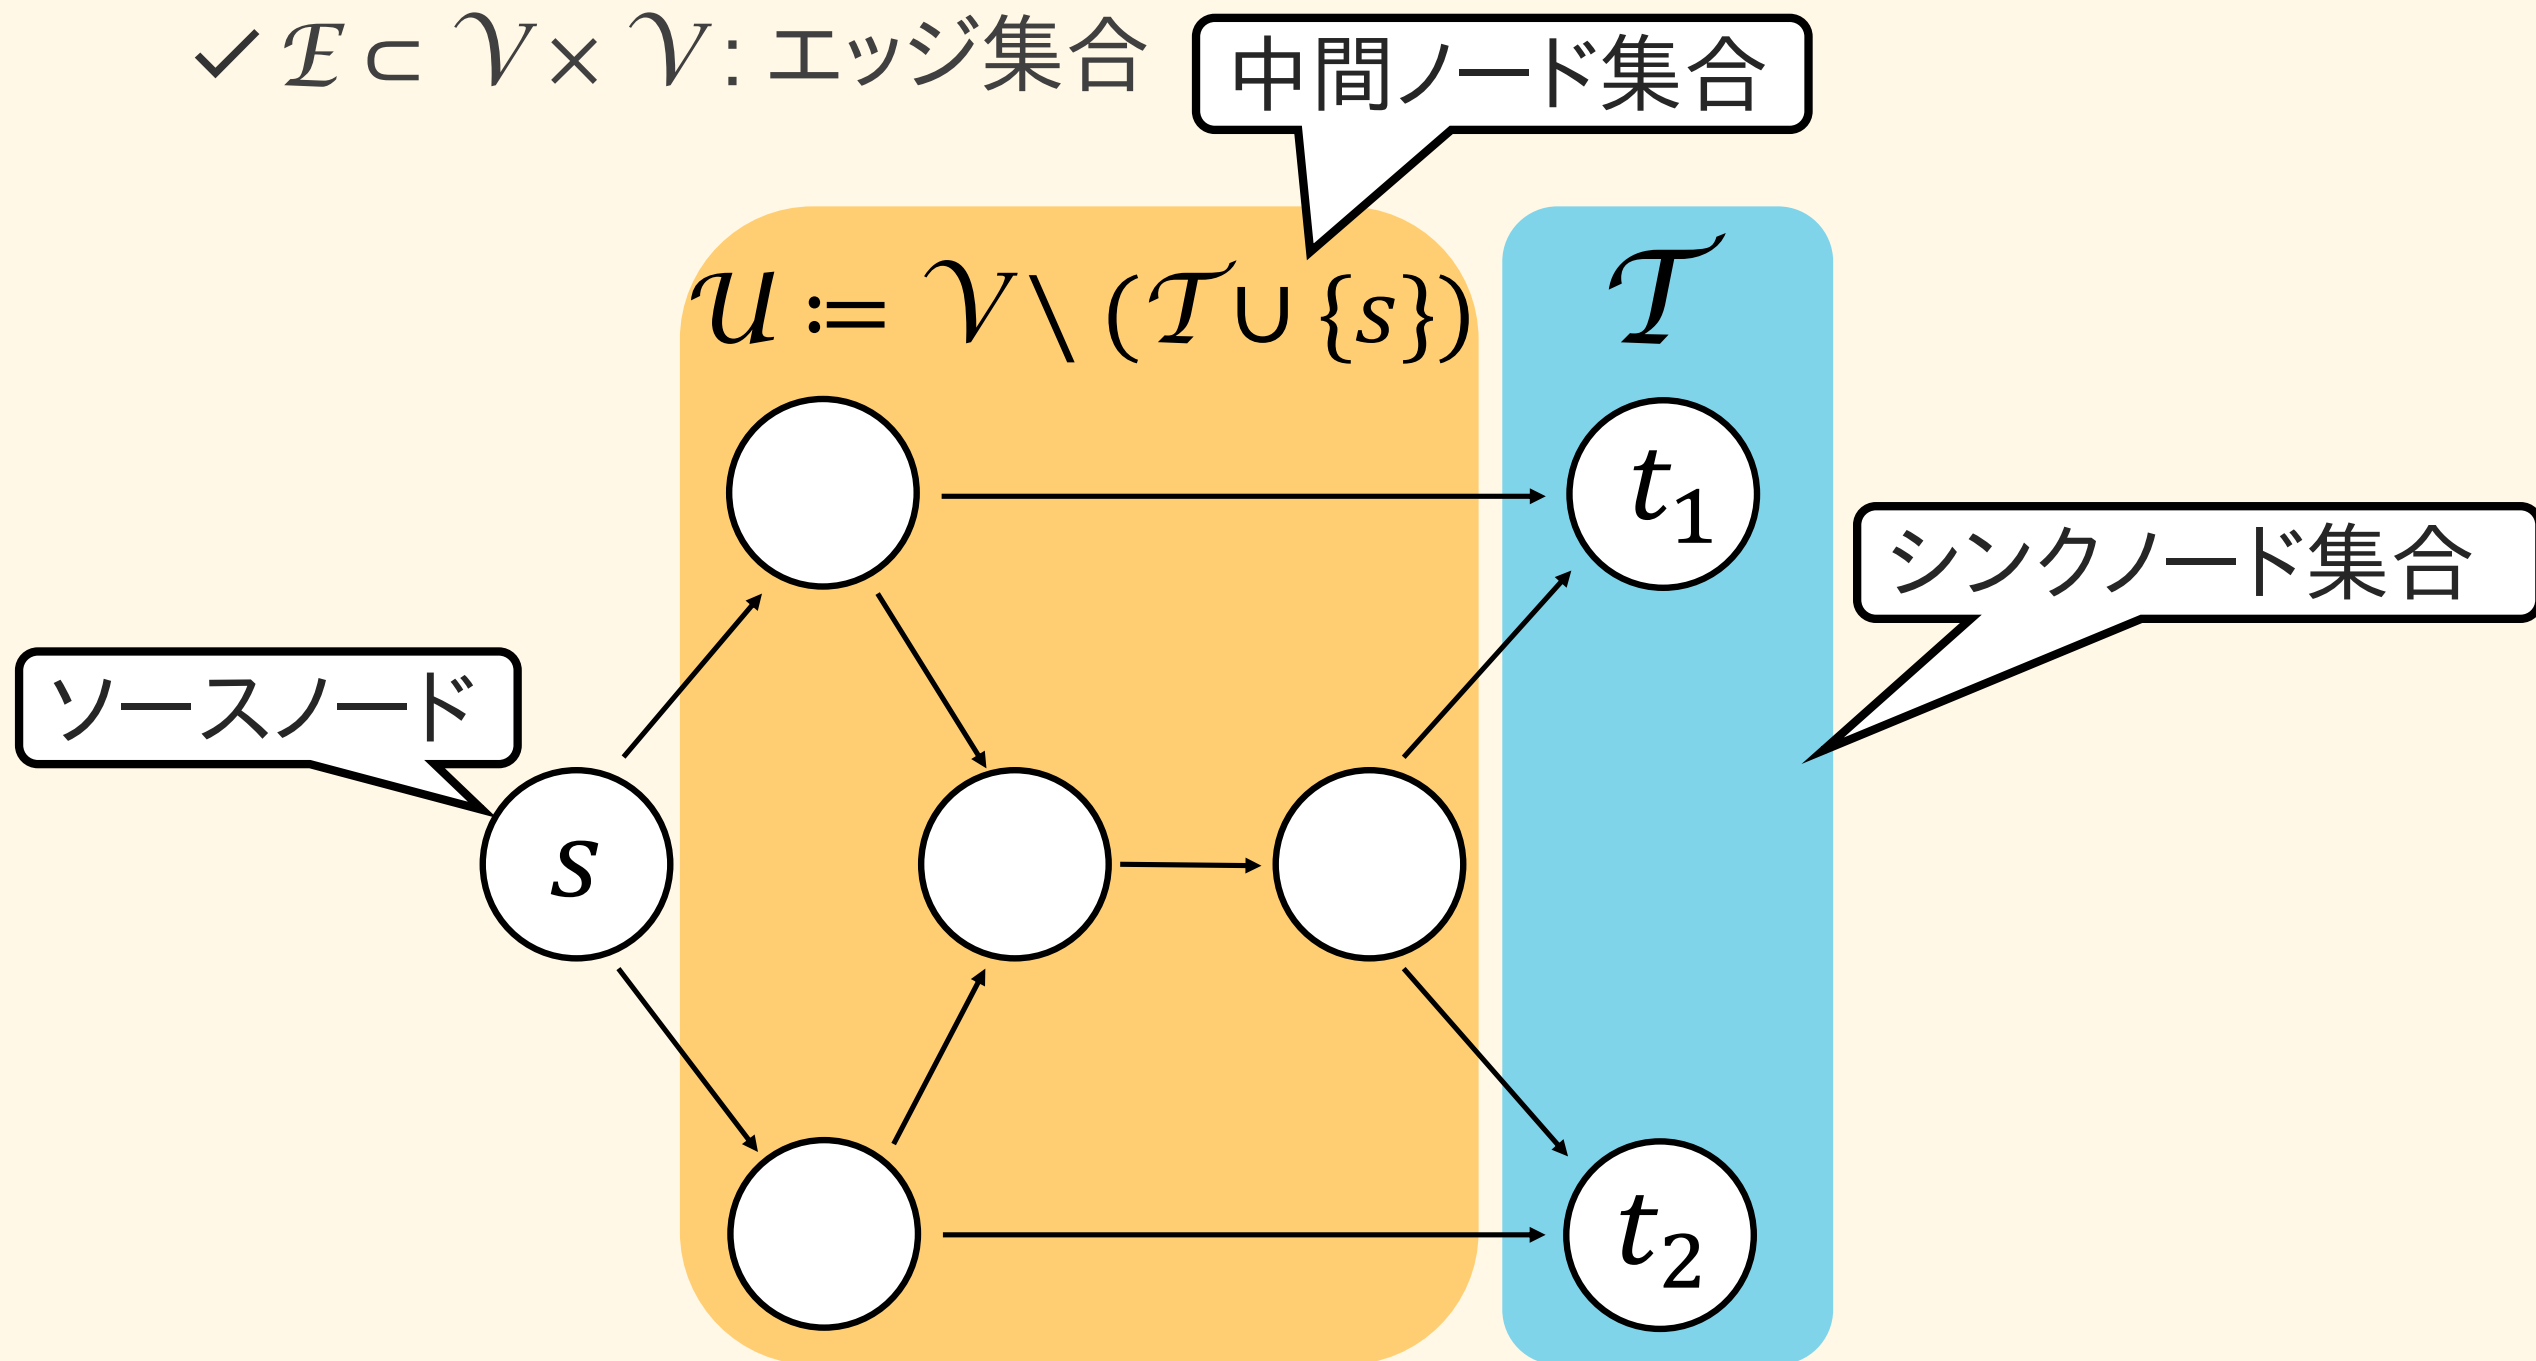 ✓ ℰ ⊂ 𝒱 × 𝒱 : エッジ集合
中間ノード集合
𝒰 ≔ 𝒱 \ (𝒯 ∪ {s})
𝒯
t₁
シンクノード集合
ソースノード
s
t₂